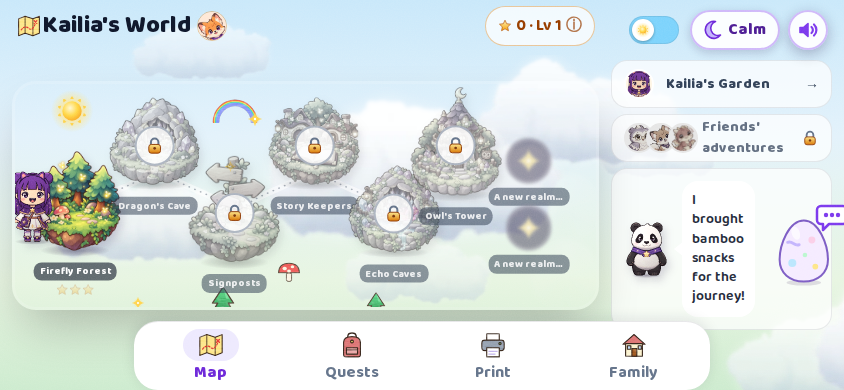 Kailia's World
0 · Lv 1 ⓘ
Calm
Kailia's Garden →
Friends'
adventures
Dragon's Cave
Story Keepers
Owl's Tower
A new realm…
A new realm…
Firefly Forest
Signposts
Echo Caves
I
brought
bamboo
snacks
for the
journey!
Map
Quests
Print
Family